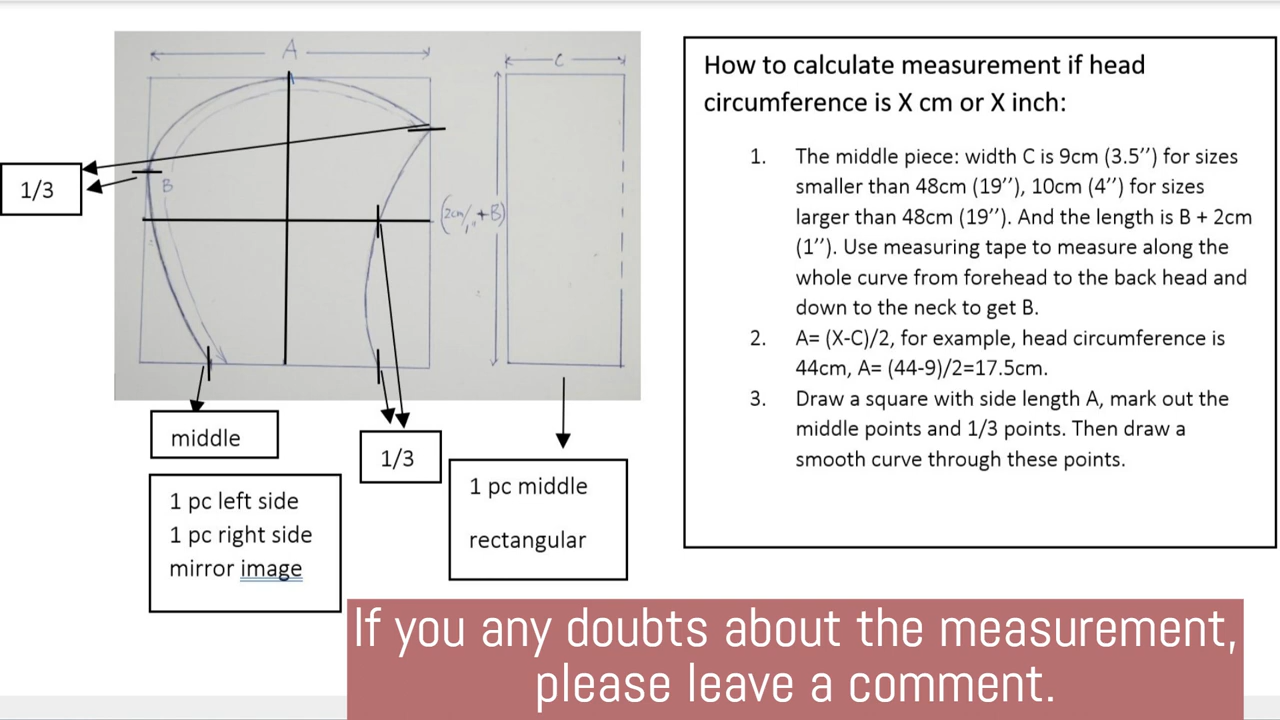 A
C
B
(2cm/1" +B)
1/3
middle
1/3
1 pc left side
1 pc right side
mirror image
1 pc middle
rectangular
How to calculate measurement if head
circumference is X cm or X inch:
1. The middle piece: width C is 9cm (3.5’’) for sizes
smaller than 48cm (19’’), 10cm (4’’) for sizes
larger than 48cm (19’’). And the length is B + 2cm
(1’’). Use measuring tape to measure along the
whole curve from forehead to the back head and
down to the neck to get B.
2. A= (X-C)/2, for example, head circumference is
44cm, A= (44-9)/2=17.5cm.
3. Draw a square with side length A, mark out the
middle points and 1/3 points. Then draw a
smooth curve through these points.
If you any doubts about the measurement,
please leave a comment.